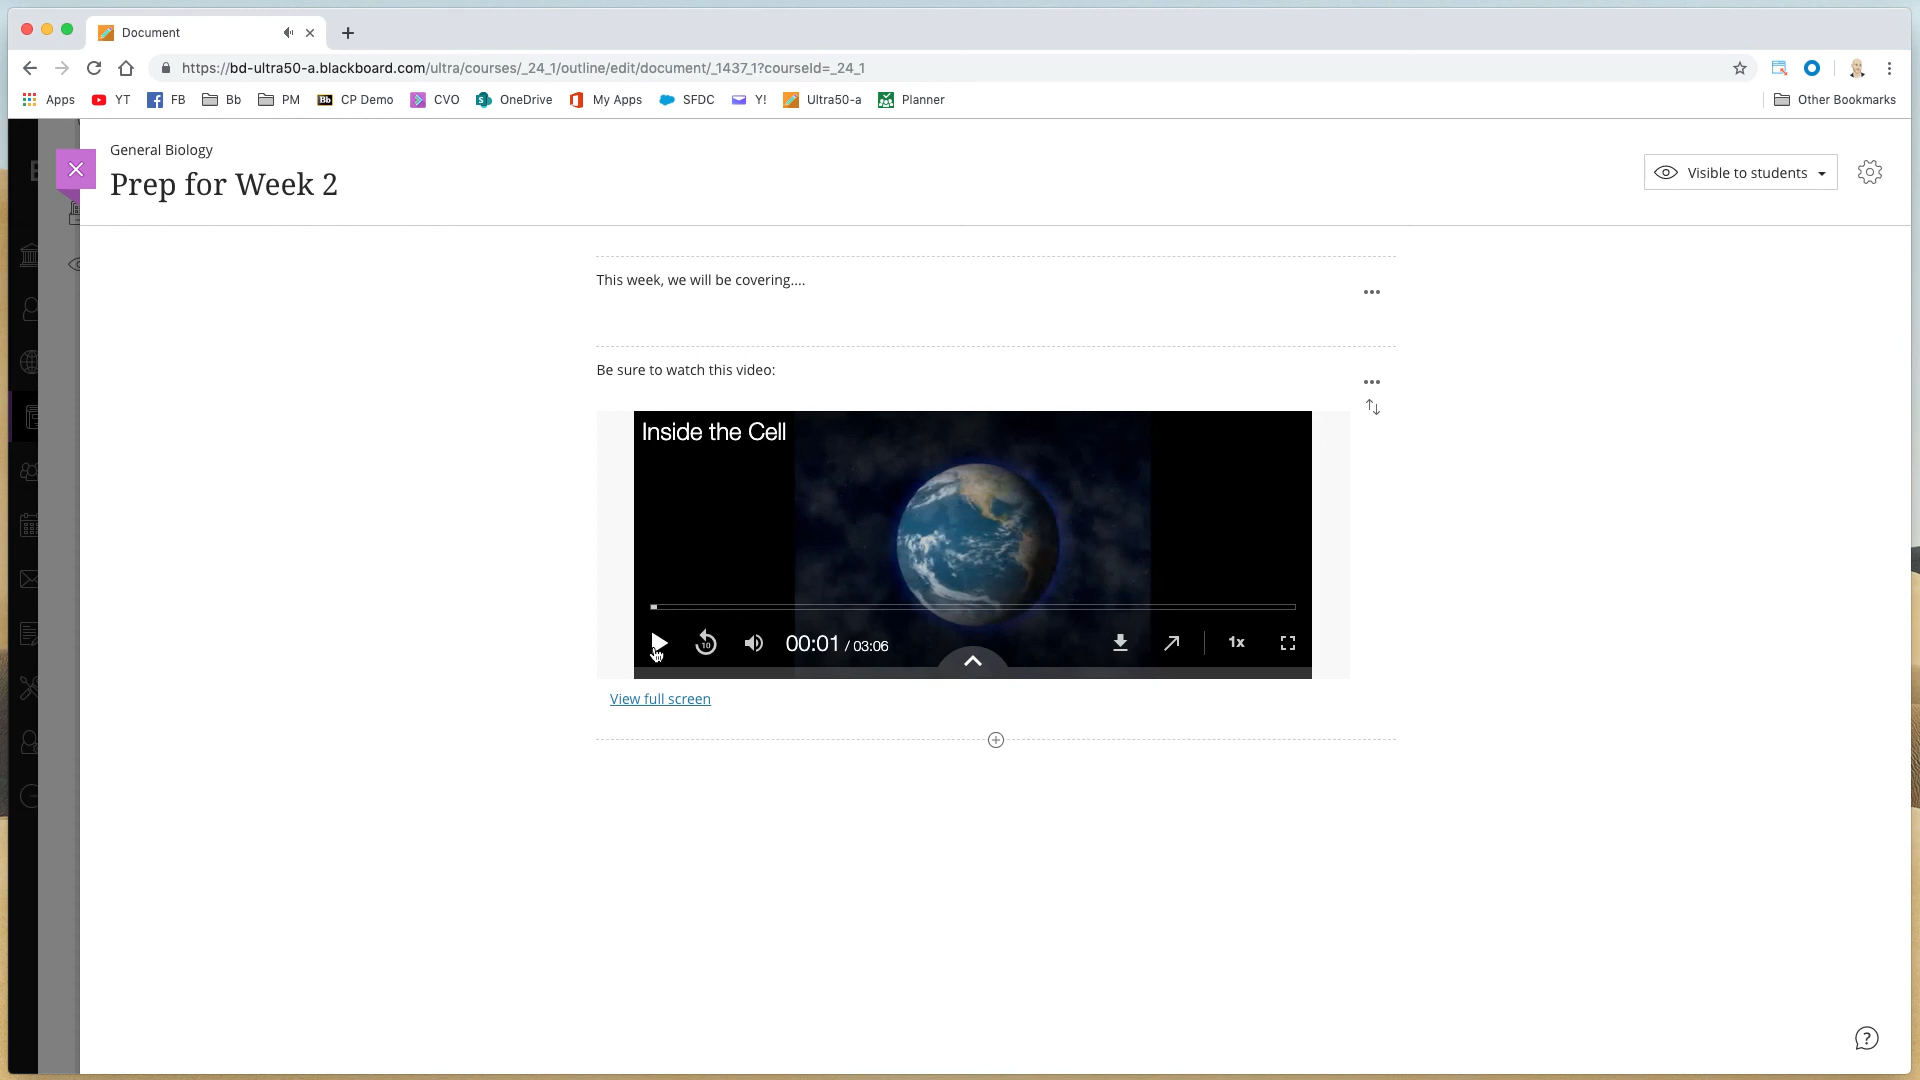 Document
https://bd-ultra50-a.blackboard.com/ultra/courses/_24_1/outline/edit/document/_1437_1?courseId=_24_1
Apps YT FB Bb PM Bb CP Demo CVO OneDrive My Apps SFDC Y! Ultra50-a Planner Other Bookmarks
General Biology
Prep for Week 2
Visible to students
This week, we will be covering....
Be sure to watch this video:
Inside the Cell
10 00:01 / 03:06 1x
View full screen